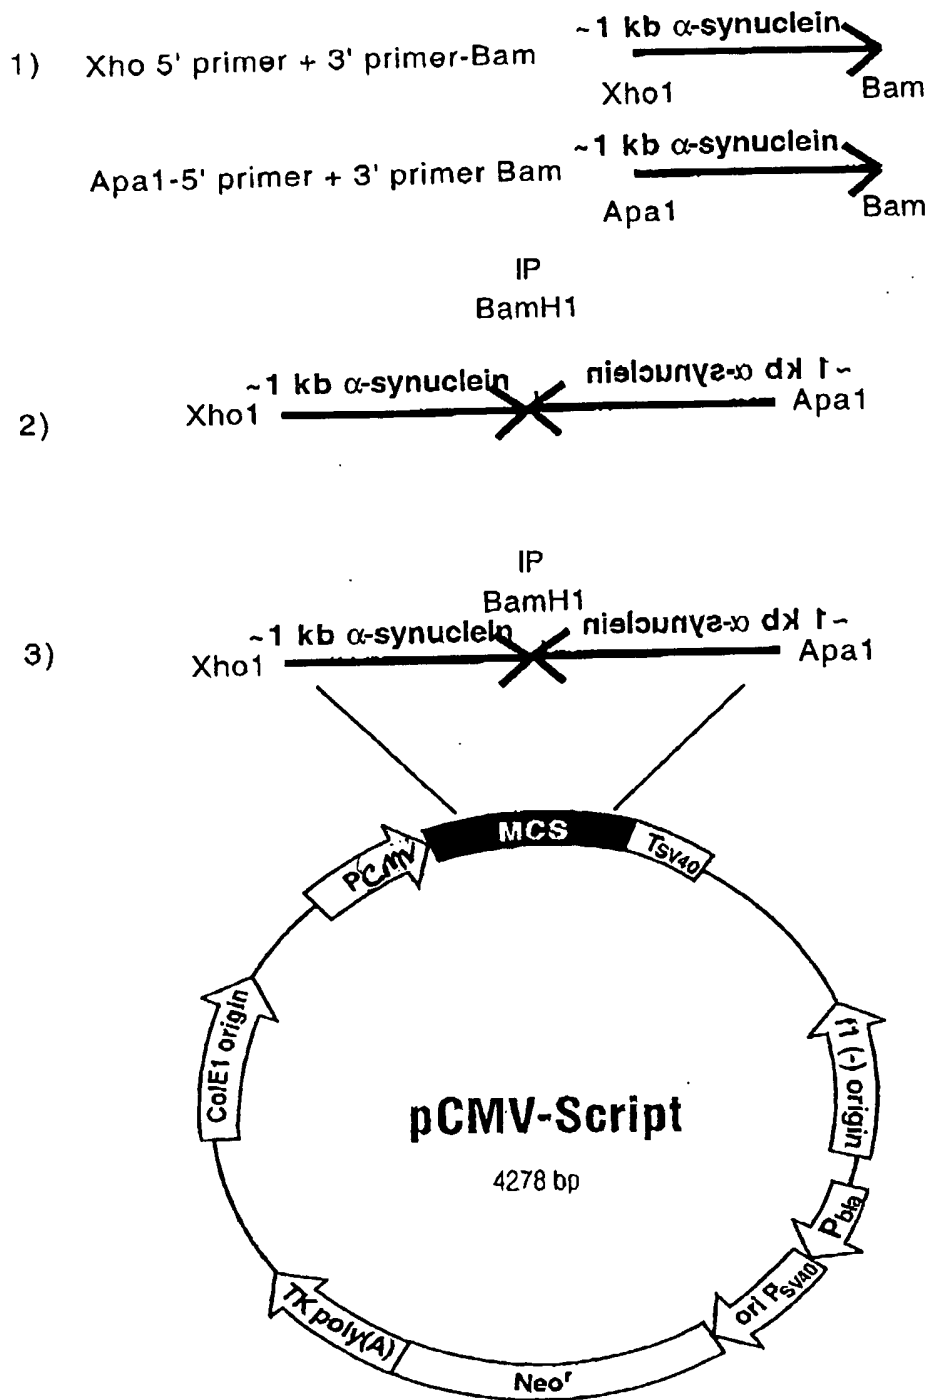 ~1 kb α-synuclein
1) Xho 5' primer + 3' primer-Bam
Xho1 Bam
~1 kb α-synuclein
Apa1-5' primer + 3' primer Bam
Apa1 Bam
IP
BamH1
~1 kb α-synuclein ~1 kb α-synuclein
2) Xho1 Apa1
IP
BamH1
~1 kb α-synuclein ~1 kb α-synuclein
3) Xho1 Apa1
MCS
PCMV
TSV40
ColE1 origin
f1 (-) origin
pCMV-Script
4278 bp
Pbla
ori PSV40
TK poly(A)
Neoʳ